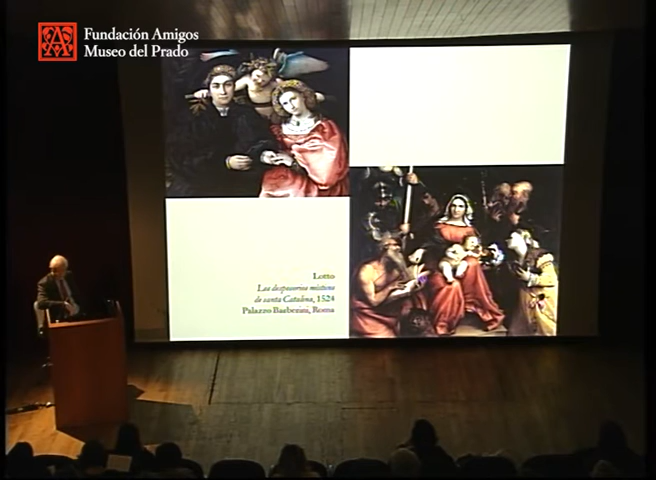 Fundación Amigos
Museo del Prado
Lotto
Los desposorios místicos
de santa Catalina, 1524
Palazzo Barberini, Roma